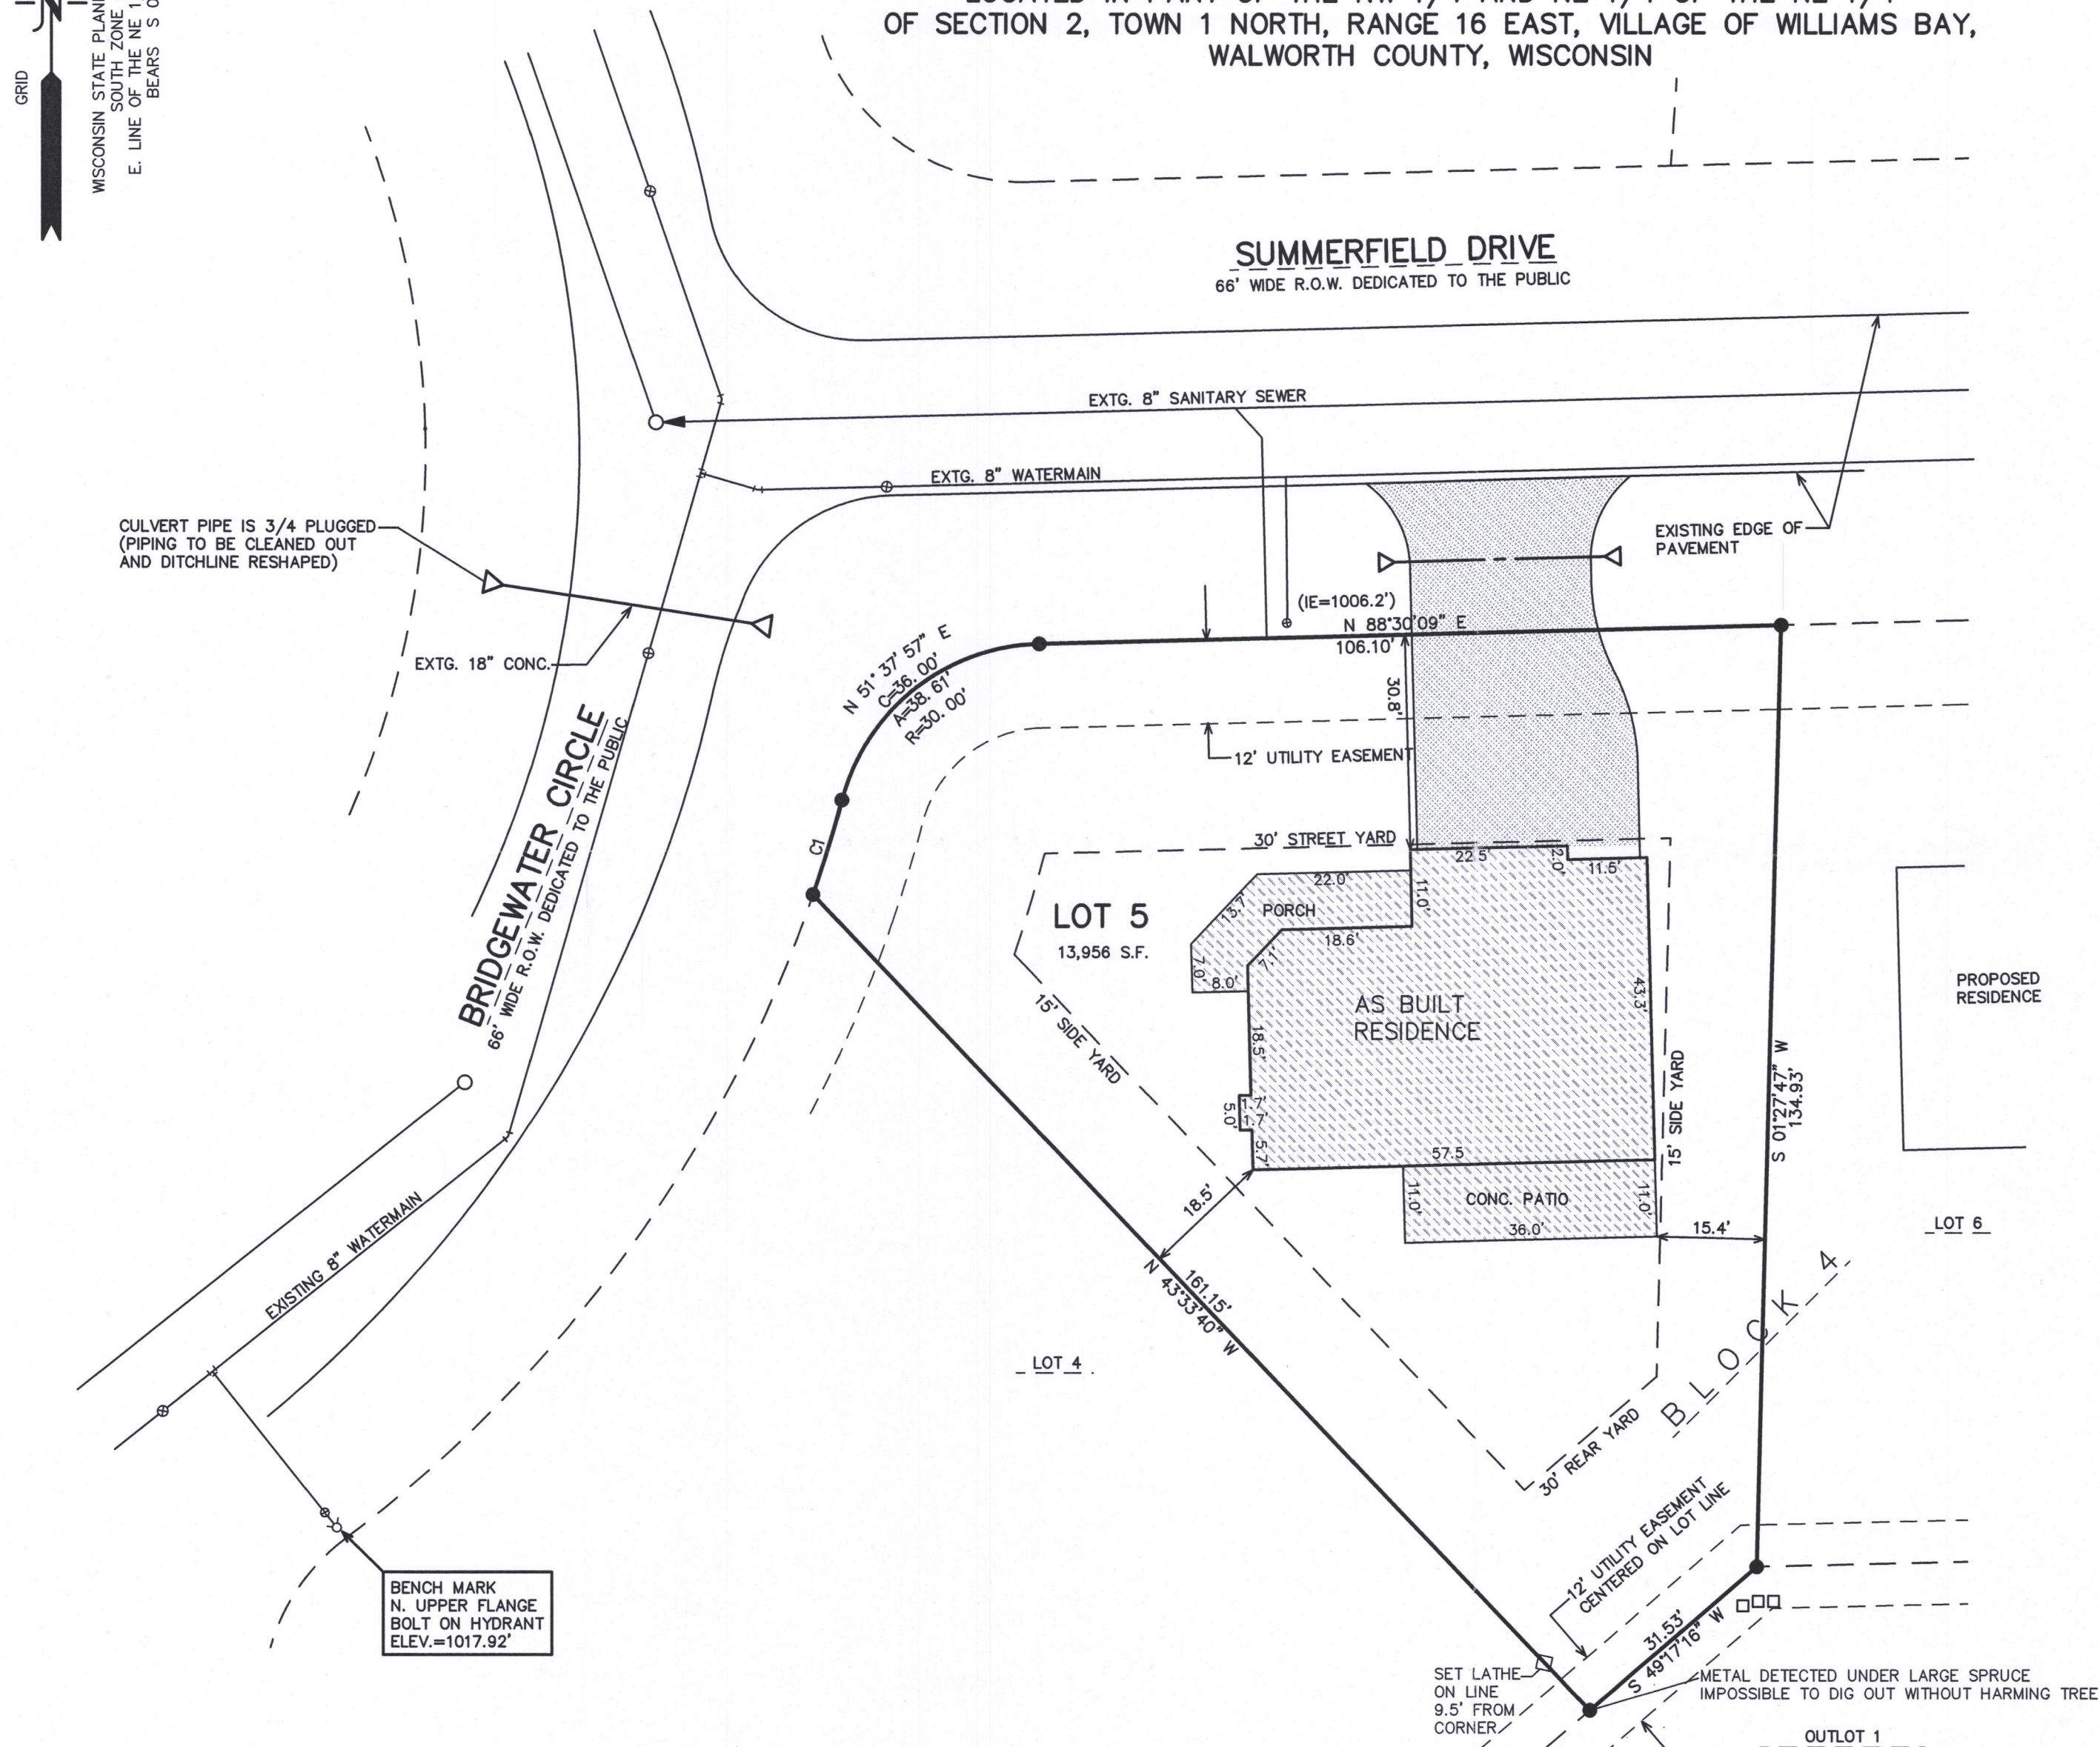 OF SECTION 2, TOWN 1 NORTH, RANGE 16 EAST, VILLAGE OF WILLIAMS BAY,
WALWORTH COUNTY, WISCONSIN
N
GRID
WISCONSIN STATE PLANE
SOUTH ZONE
E. LINE OF THE NE 1
BEARS S 0
SUMMERFIELD DRIVE
66' WIDE R.O.W. DEDICATED TO THE PUBLIC
EXTG. 8" SANITARY SEWER
EXTG. 8" WATERMAIN
CULVERT PIPE IS 3/4 PLUGGED
(PIPING TO BE CLEANED OUT
AND DITCHLINE RESHAPED)
EXISTING EDGE OF
PAVEMENT
EXTG. 18" CONC.
(IE=1006.2')
N 88°30'09" E
106.10'
30.8'
N 51°37'57" E
C=36.00'
A=38.61'
R=30.00'
12' UTILITY EASEMENT
BRIDGEWATER CIRCLE
66' WIDE R.O.W. DEDICATED TO THE PUBLIC
C1
30' STREET YARD
22.5'
2.0'
11.5'
22.0'
11.0'
13.7'
PORCH
LOT 5
13,956 S.F.
18.6'
7.1'
7.0'
8.0'
AS BUILT
RESIDENCE
43.3'
PROPOSED
RESIDENCE
15' SIDE YARD
18.5'
1.7'
5.0'
1.7'
5.7'
57.5
15' SIDE YARD
S 01°27'47" W
134.93'
18.5'
11.0'
CONC. PATIO
11.0'
36.0'
15.4'
LOT 6
EXISTING 8" WATERMAIN
161.15'
N 43°33'40" W
LOT 4
BLOCK 4
30' REAR YARD
12' UTILITY EASEMENT
CENTERED ON LOT LINE
BENCH MARK
N. UPPER FLANGE
BOLT ON HYDRANT
ELEV.=1017.92'
31.53'
S 49°17'16" W
SET LATHE
ON LINE
9.5' FROM
CORNER
METAL DETECTED UNDER LARGE SPRUCE
IMPOSSIBLE TO DIG OUT WITHOUT HARMING TREE
OUTLOT 1